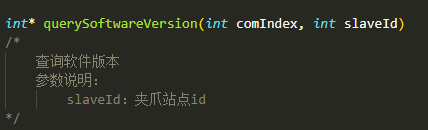 int* querySoftwareVersion(int comIndex, int slaveId)
/*
查询软件版本
参数说明:
slaveId: 夹爪站点id
*/